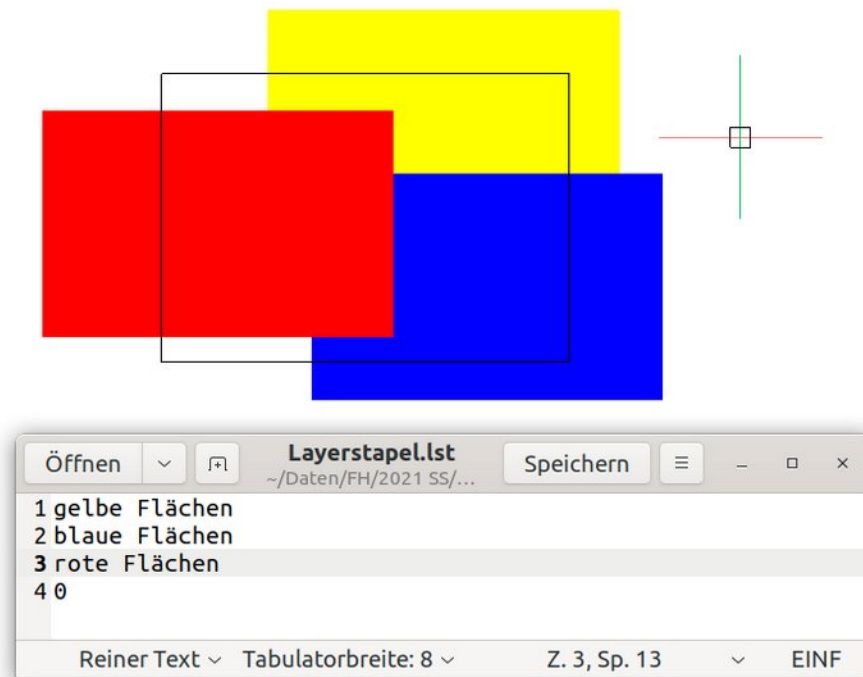 Öffnen
Layerstapel.lst
~/Daten/FH/2021 SS/...
Speichern
1 gelbe Flächen
2 blaue Flächen
3 rote Flächen
4 0
Reiner Text Tabulatorbreite: 8 Z. 3, Sp. 13 EINF